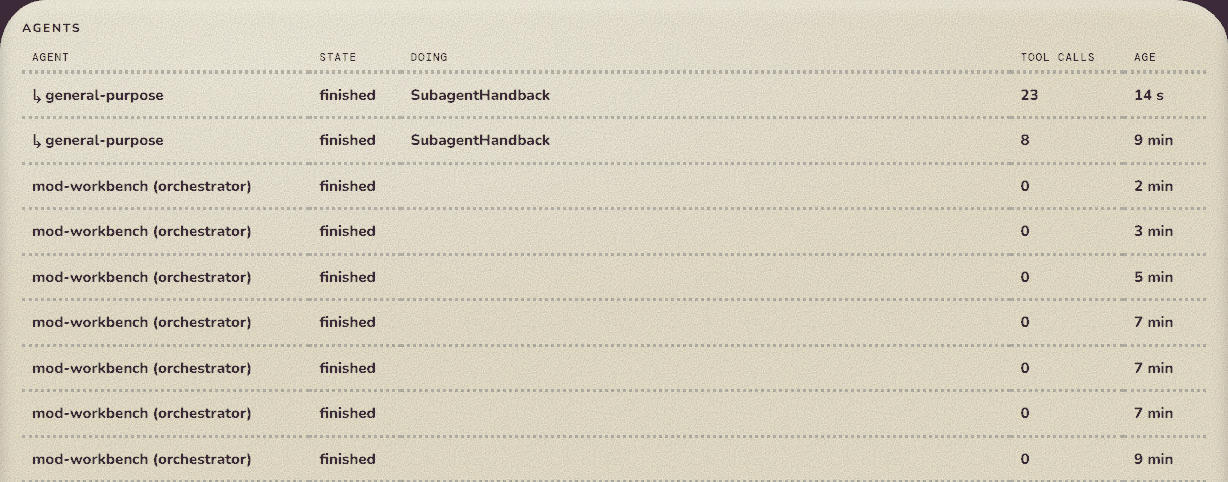 AGENTS
AGENT STATE DOING TOOL CALLS AGE
↳ general-purpose finished SubagentHandback 23 14 s
↳ general-purpose finished SubagentHandback 8 9 min
mod-workbench (orchestrator) finished 0 2 min
mod-workbench (orchestrator) finished 0 3 min
mod-workbench (orchestrator) finished 0 5 min
mod-workbench (orchestrator) finished 0 7 min
mod-workbench (orchestrator) finished 0 7 min
mod-workbench (orchestrator) finished 0 7 min
mod-workbench (orchestrator) finished 0 9 min